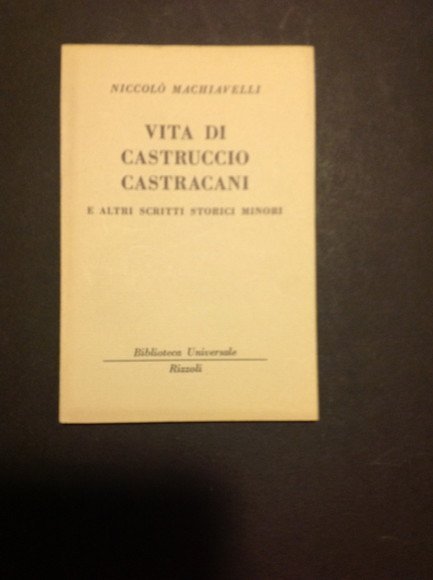 NICCOLÒ MACHIAVELLI
VITA DI
CASTRUCCIO
CASTRACANI
E ALTRI SCRITTI STORICI MINORI
Biblioteca Universale
Rizzoli